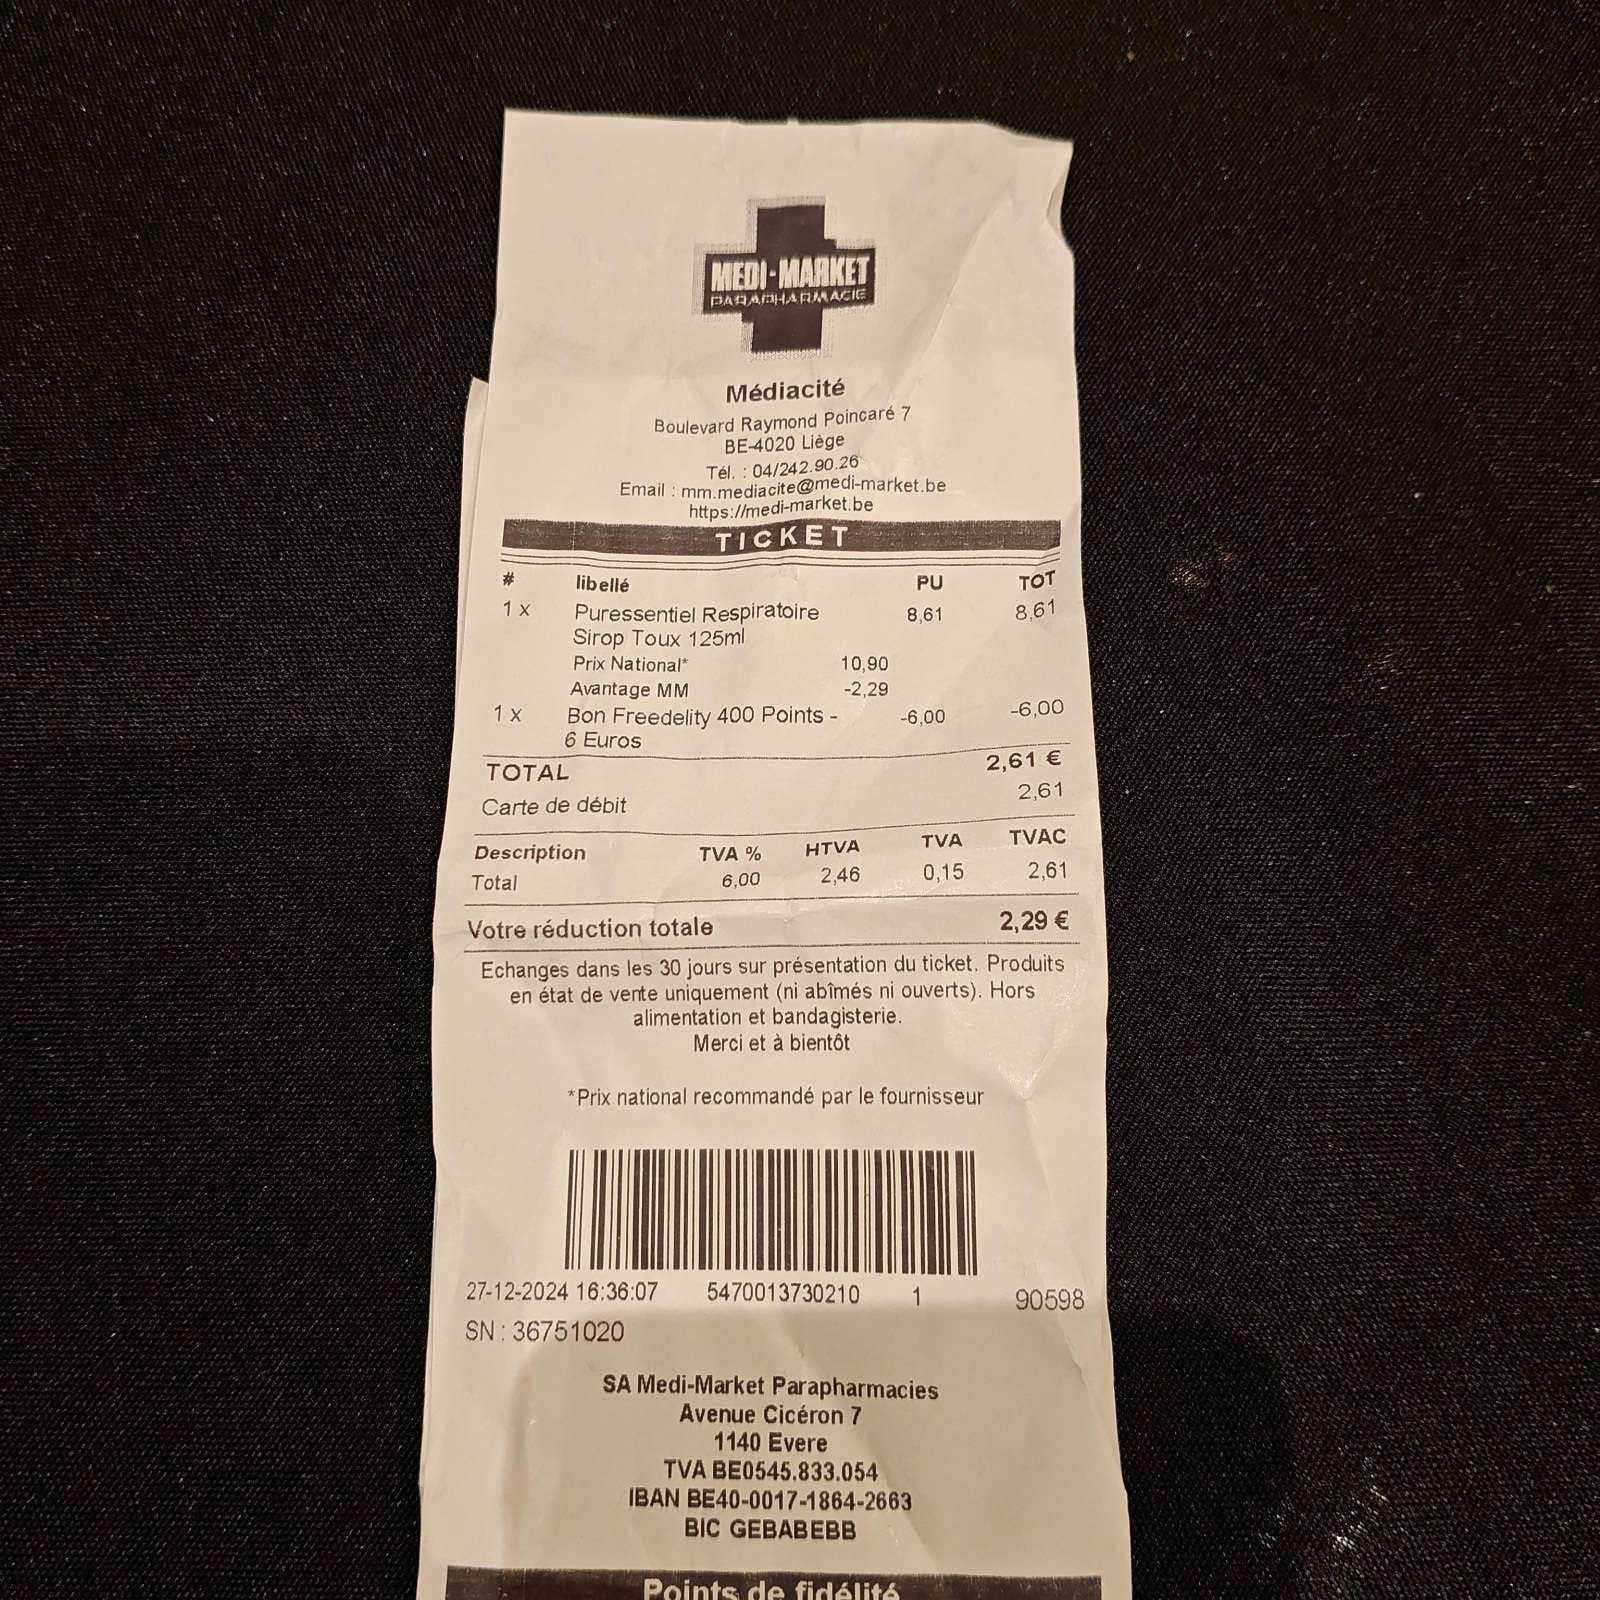 MEDI-MARKET
PARAPHARMACIE
Médiacité
Boulevard Raymond Poincaré 7
BE-4020 Liège
Tél. : 04/242.90.26
Email : mm.mediacite@medi-market.be
https://medi-market.be
TICKET
# libellé PU TOT
1 x Puressentiel Respiratoire 8,61 8,61
Sirop Toux 125ml
Prix National* 10,90
Avantage MM -2,29
1 x Bon Freedelity 400 Points - -6,00 -6,00
6 Euros
TOTAL 2,61 €
Carte de débit 2,61
Description TVA % HTVA TVA TVAC
Total 6,00 2,46 0,15 2,61
Votre réduction totale 2,29 €
Echanges dans les 30 jours sur présentation du ticket. Produits
en état de vente uniquement (ni abîmés ni ouverts). Hors
alimentation et bandagisterie.
Merci et à bientôt
*Prix national recommandé par le fournisseur
27-12-2024 16:36:07 5470013730210 1 90598
SN : 36751020
SA Medi-Market Parapharmacies
Avenue Cicéron 7
1140 Evere
TVA BE0545.833.054
IBAN BE40-0017-1864-2663
BIC GEBABEBB
Points de fidélité